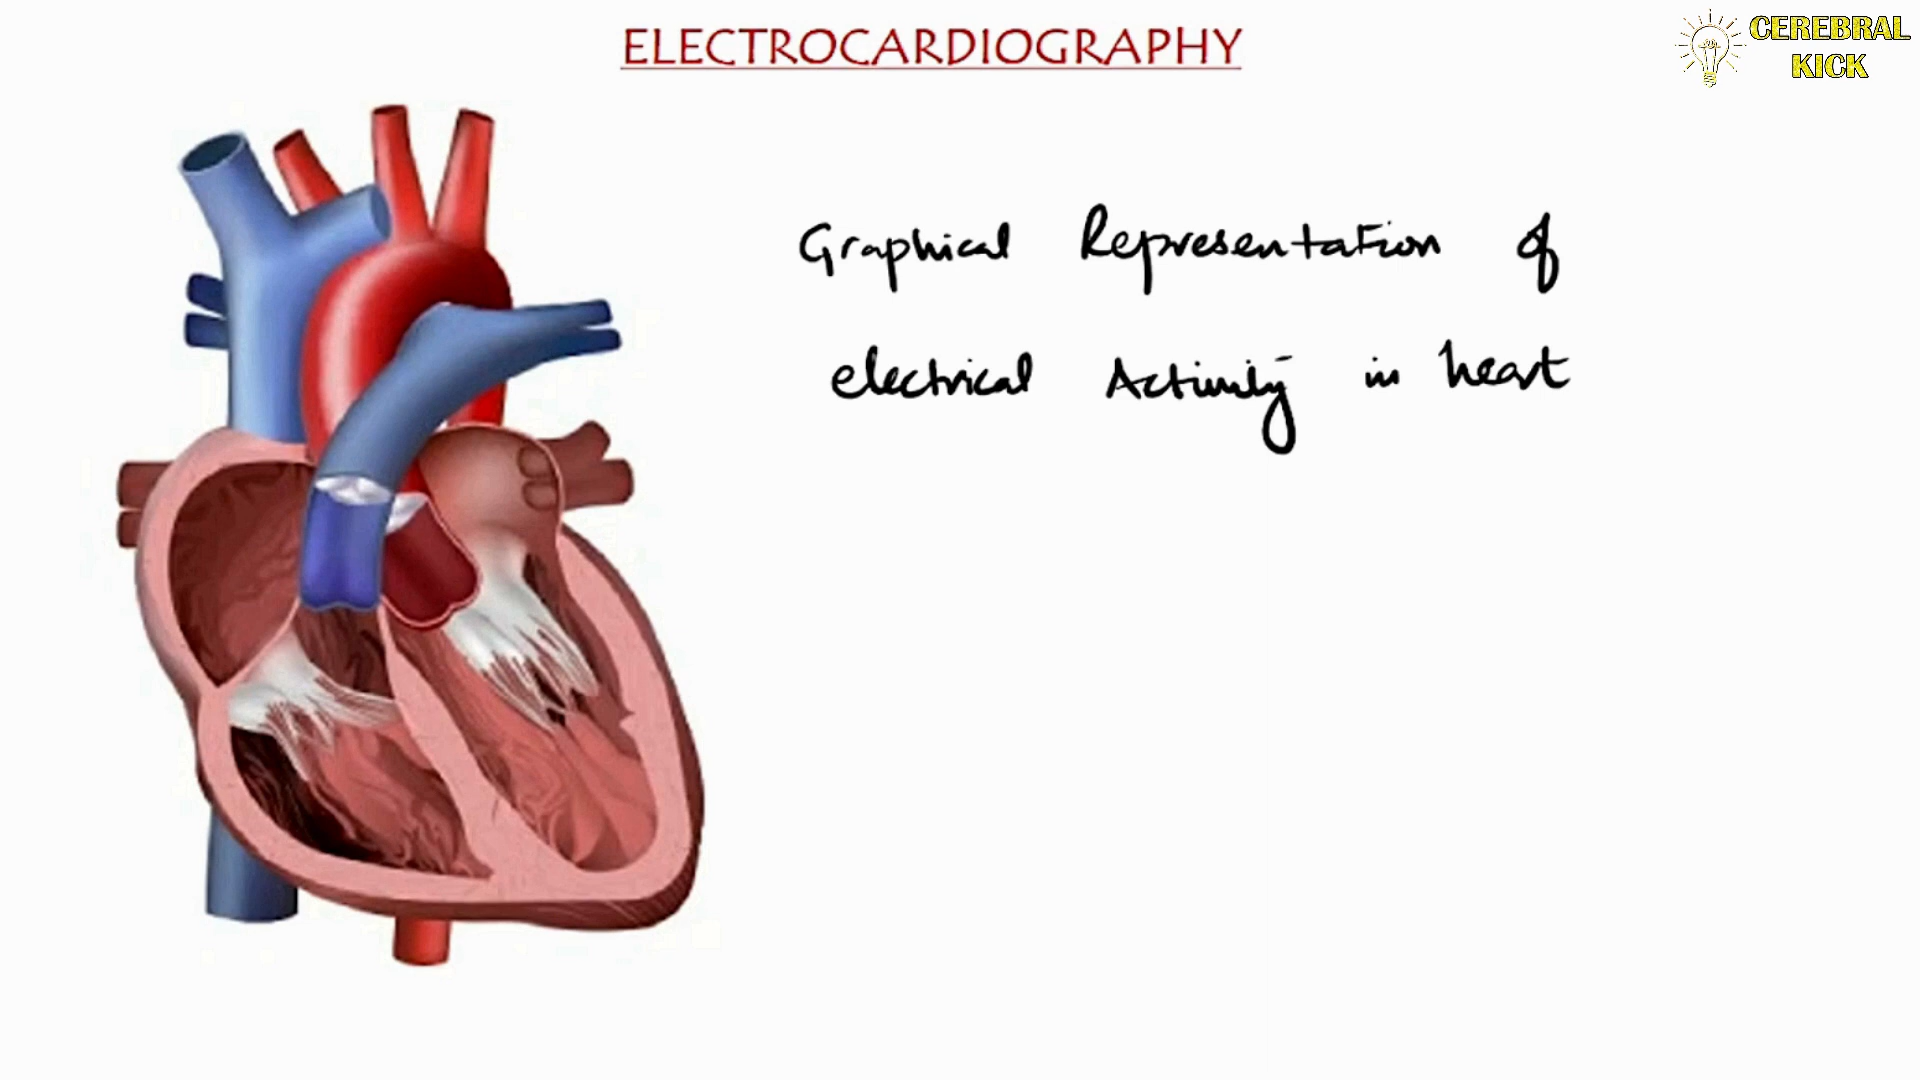 ELECTROCARDIOGRAPHY
CEREBRAL
KICK
Graphical Representation of
electrical Activity in heart